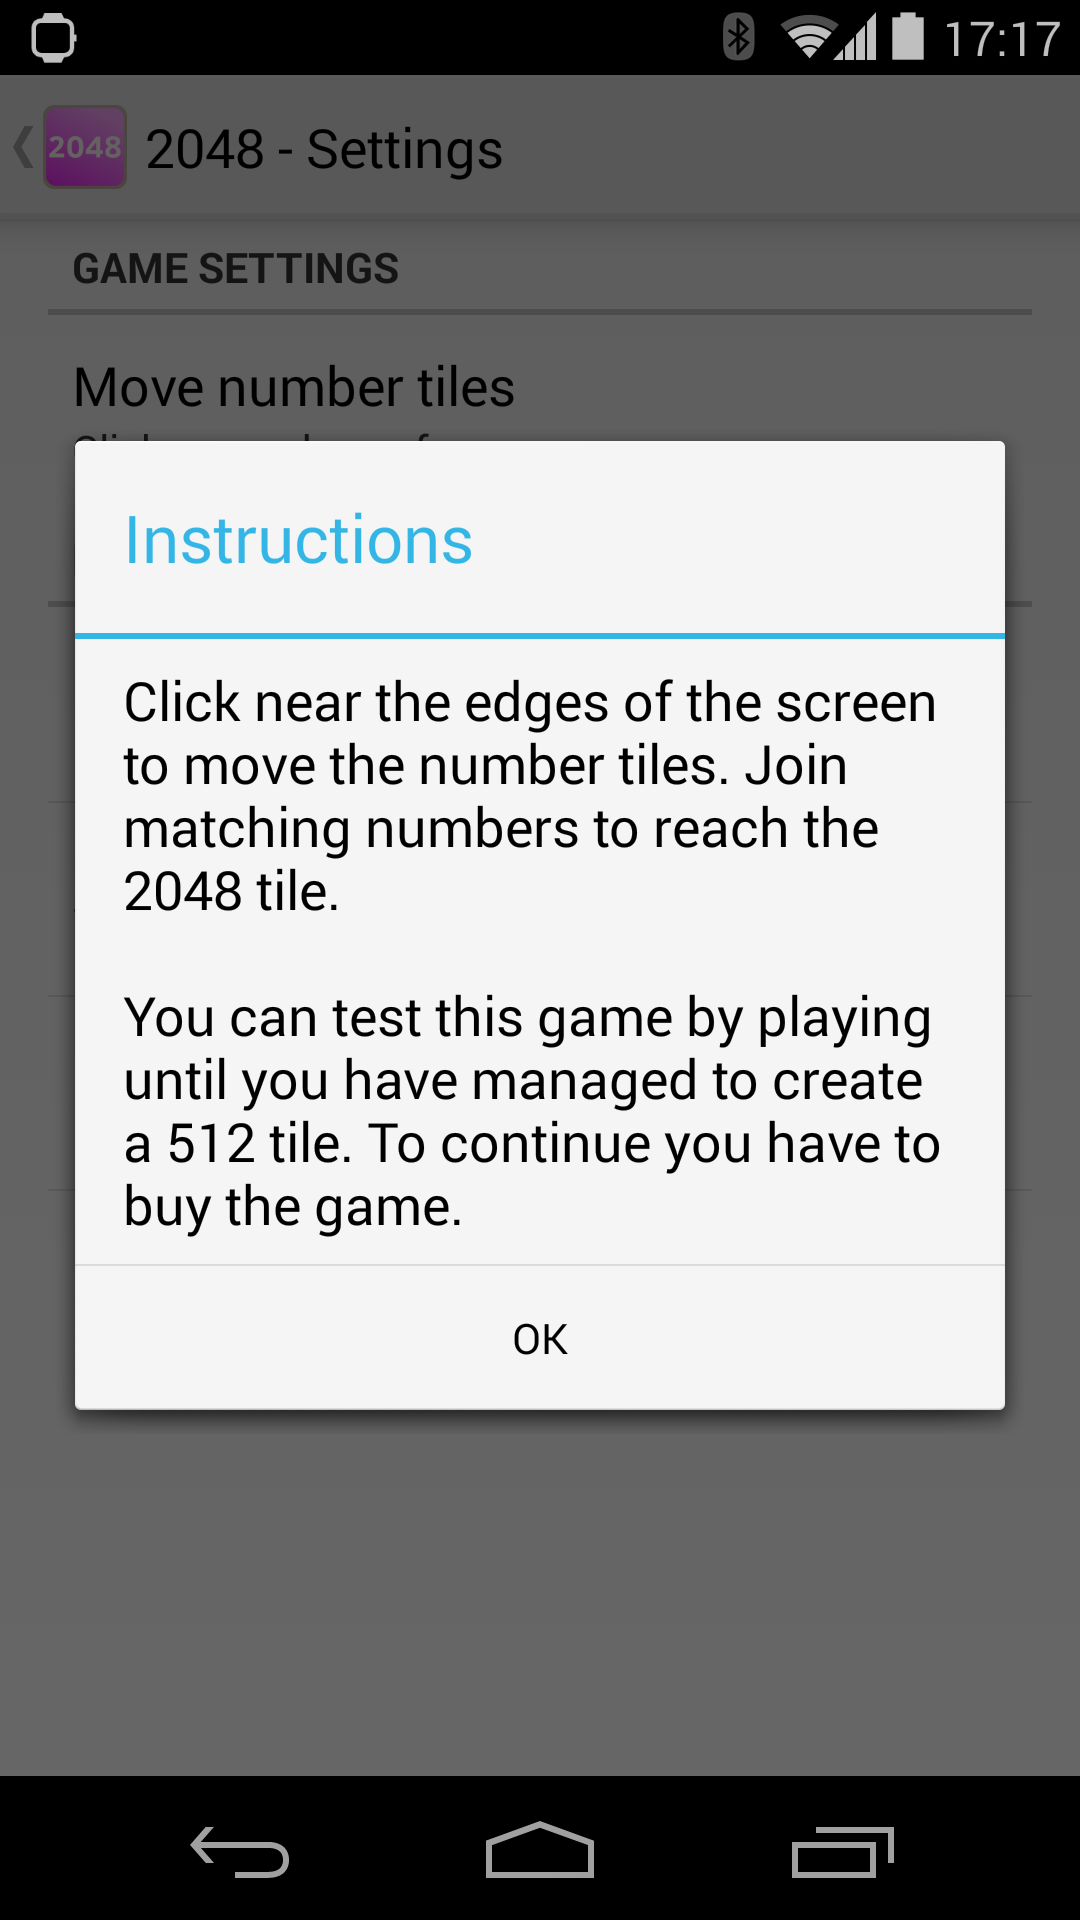 17:17
2048
2048 - Settings
GAME SETTINGS
Move number tiles
Instructions
Click near the edges of the screen
to move the number tiles. Join
matching numbers to reach the
2048 tile.
You can test this game by playing
until you have managed to create
a 512 tile. To continue you have to
buy the game.
OK